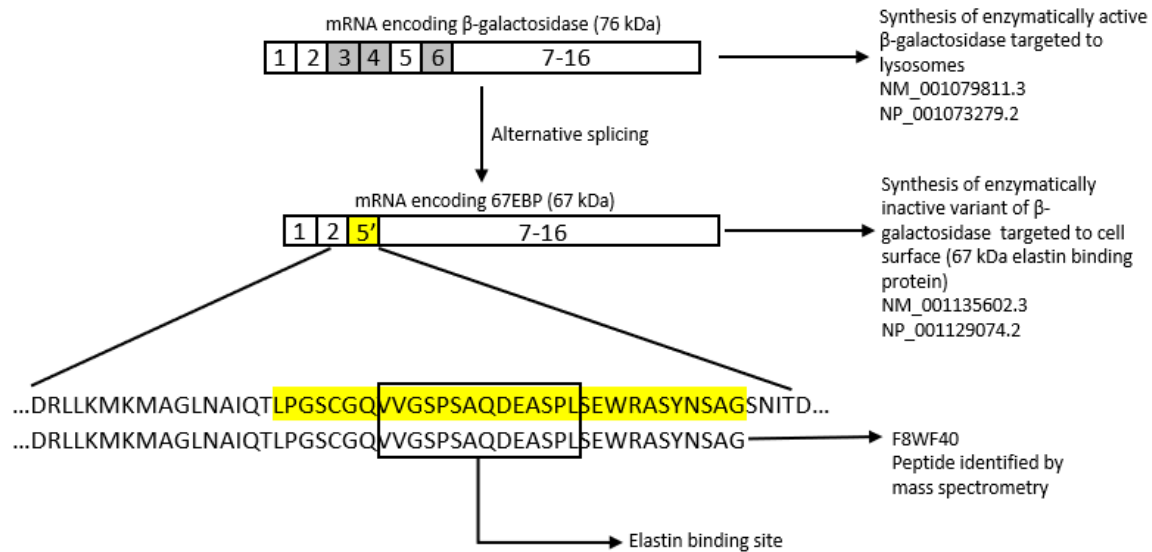 mRNA encoding β-galactosidase (76 kDa)
1 2 3 4 5 6 7-16
Synthesis of enzymatically active
β-galactosidase targeted to
lysosomes
NM_001079811.3
NP_001073279.2
Alternative splicing
mRNA encoding 67EBP (67 kDa)
1 2 5’ 7-16
Synthesis of enzymatically
inactive variant of β-
galactosidase targeted to cell
surface (67 kDa elastin binding
protein)
NM_001135602.3
NP_001129074.2
...DRLLKMKMAGLNAIQTLPGSCGQVVGSPSAQDEASPLSEWRASYNSAGSNITD...
...DRLLKMKMAGLNAIQTLPGSCGQVVGSPSAQDEASPLSEWRASYNSAG
F8WF40
Peptide identified by
mass spectrometry
Elastin binding site